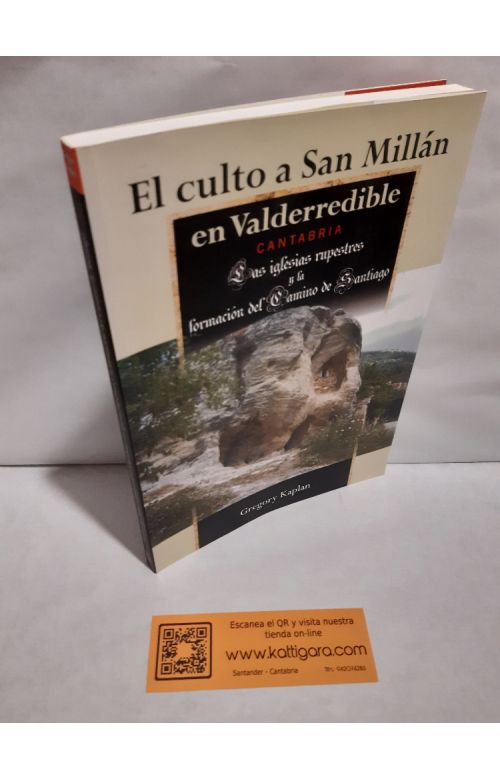 El culto a San Millán
en Valderredible
CANTABRIA
Las iglesias rupestres
y la
formación del Camino de Santiago
Gregory Kaplan
Escanea el QR y visita nuestra
tienda on-line
www.kattigara.com
Santander - Cantabria